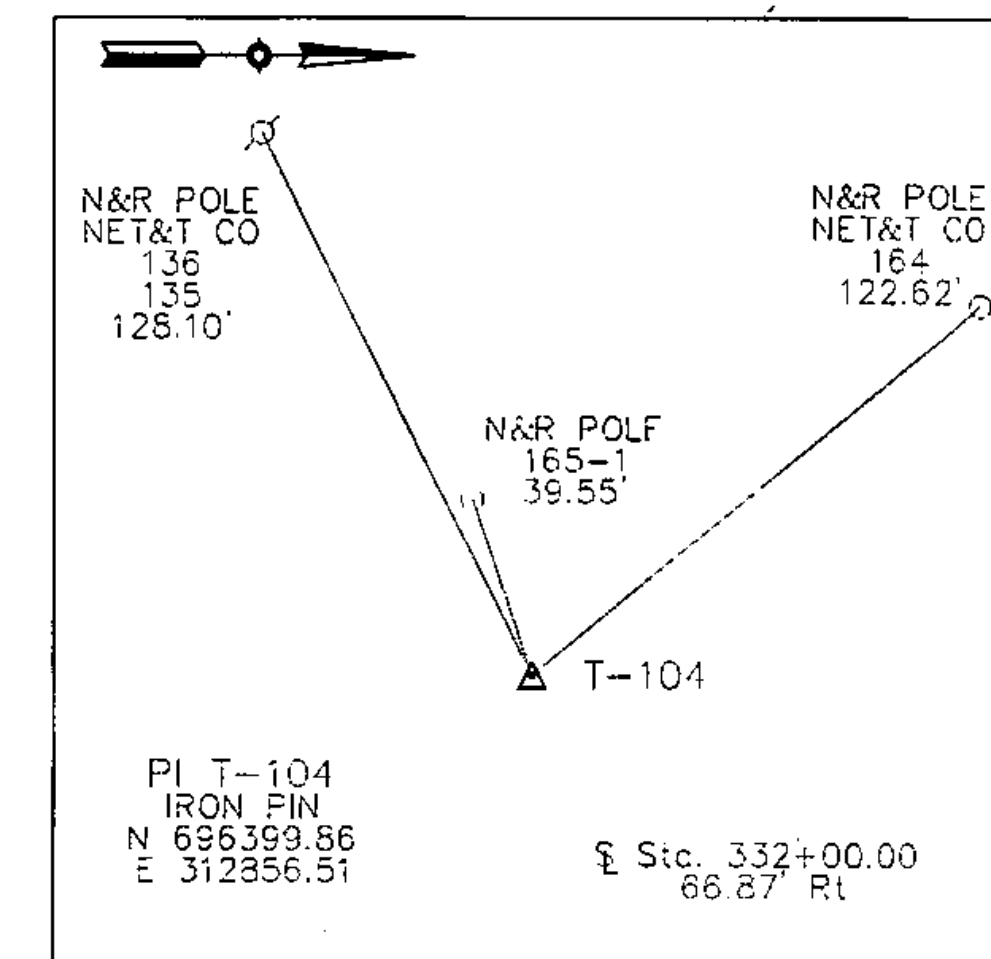 N&R POLE
NET&T CO
136
135
128.10'
N&R POLE
NET&T CO
164
122.62'
N&R POLE
165-1
39.55'
T-104
PI T-104
IRON PIN
N 696399.86
E 312856.51
℄ Sta. 332+00.00
66.87' Rt